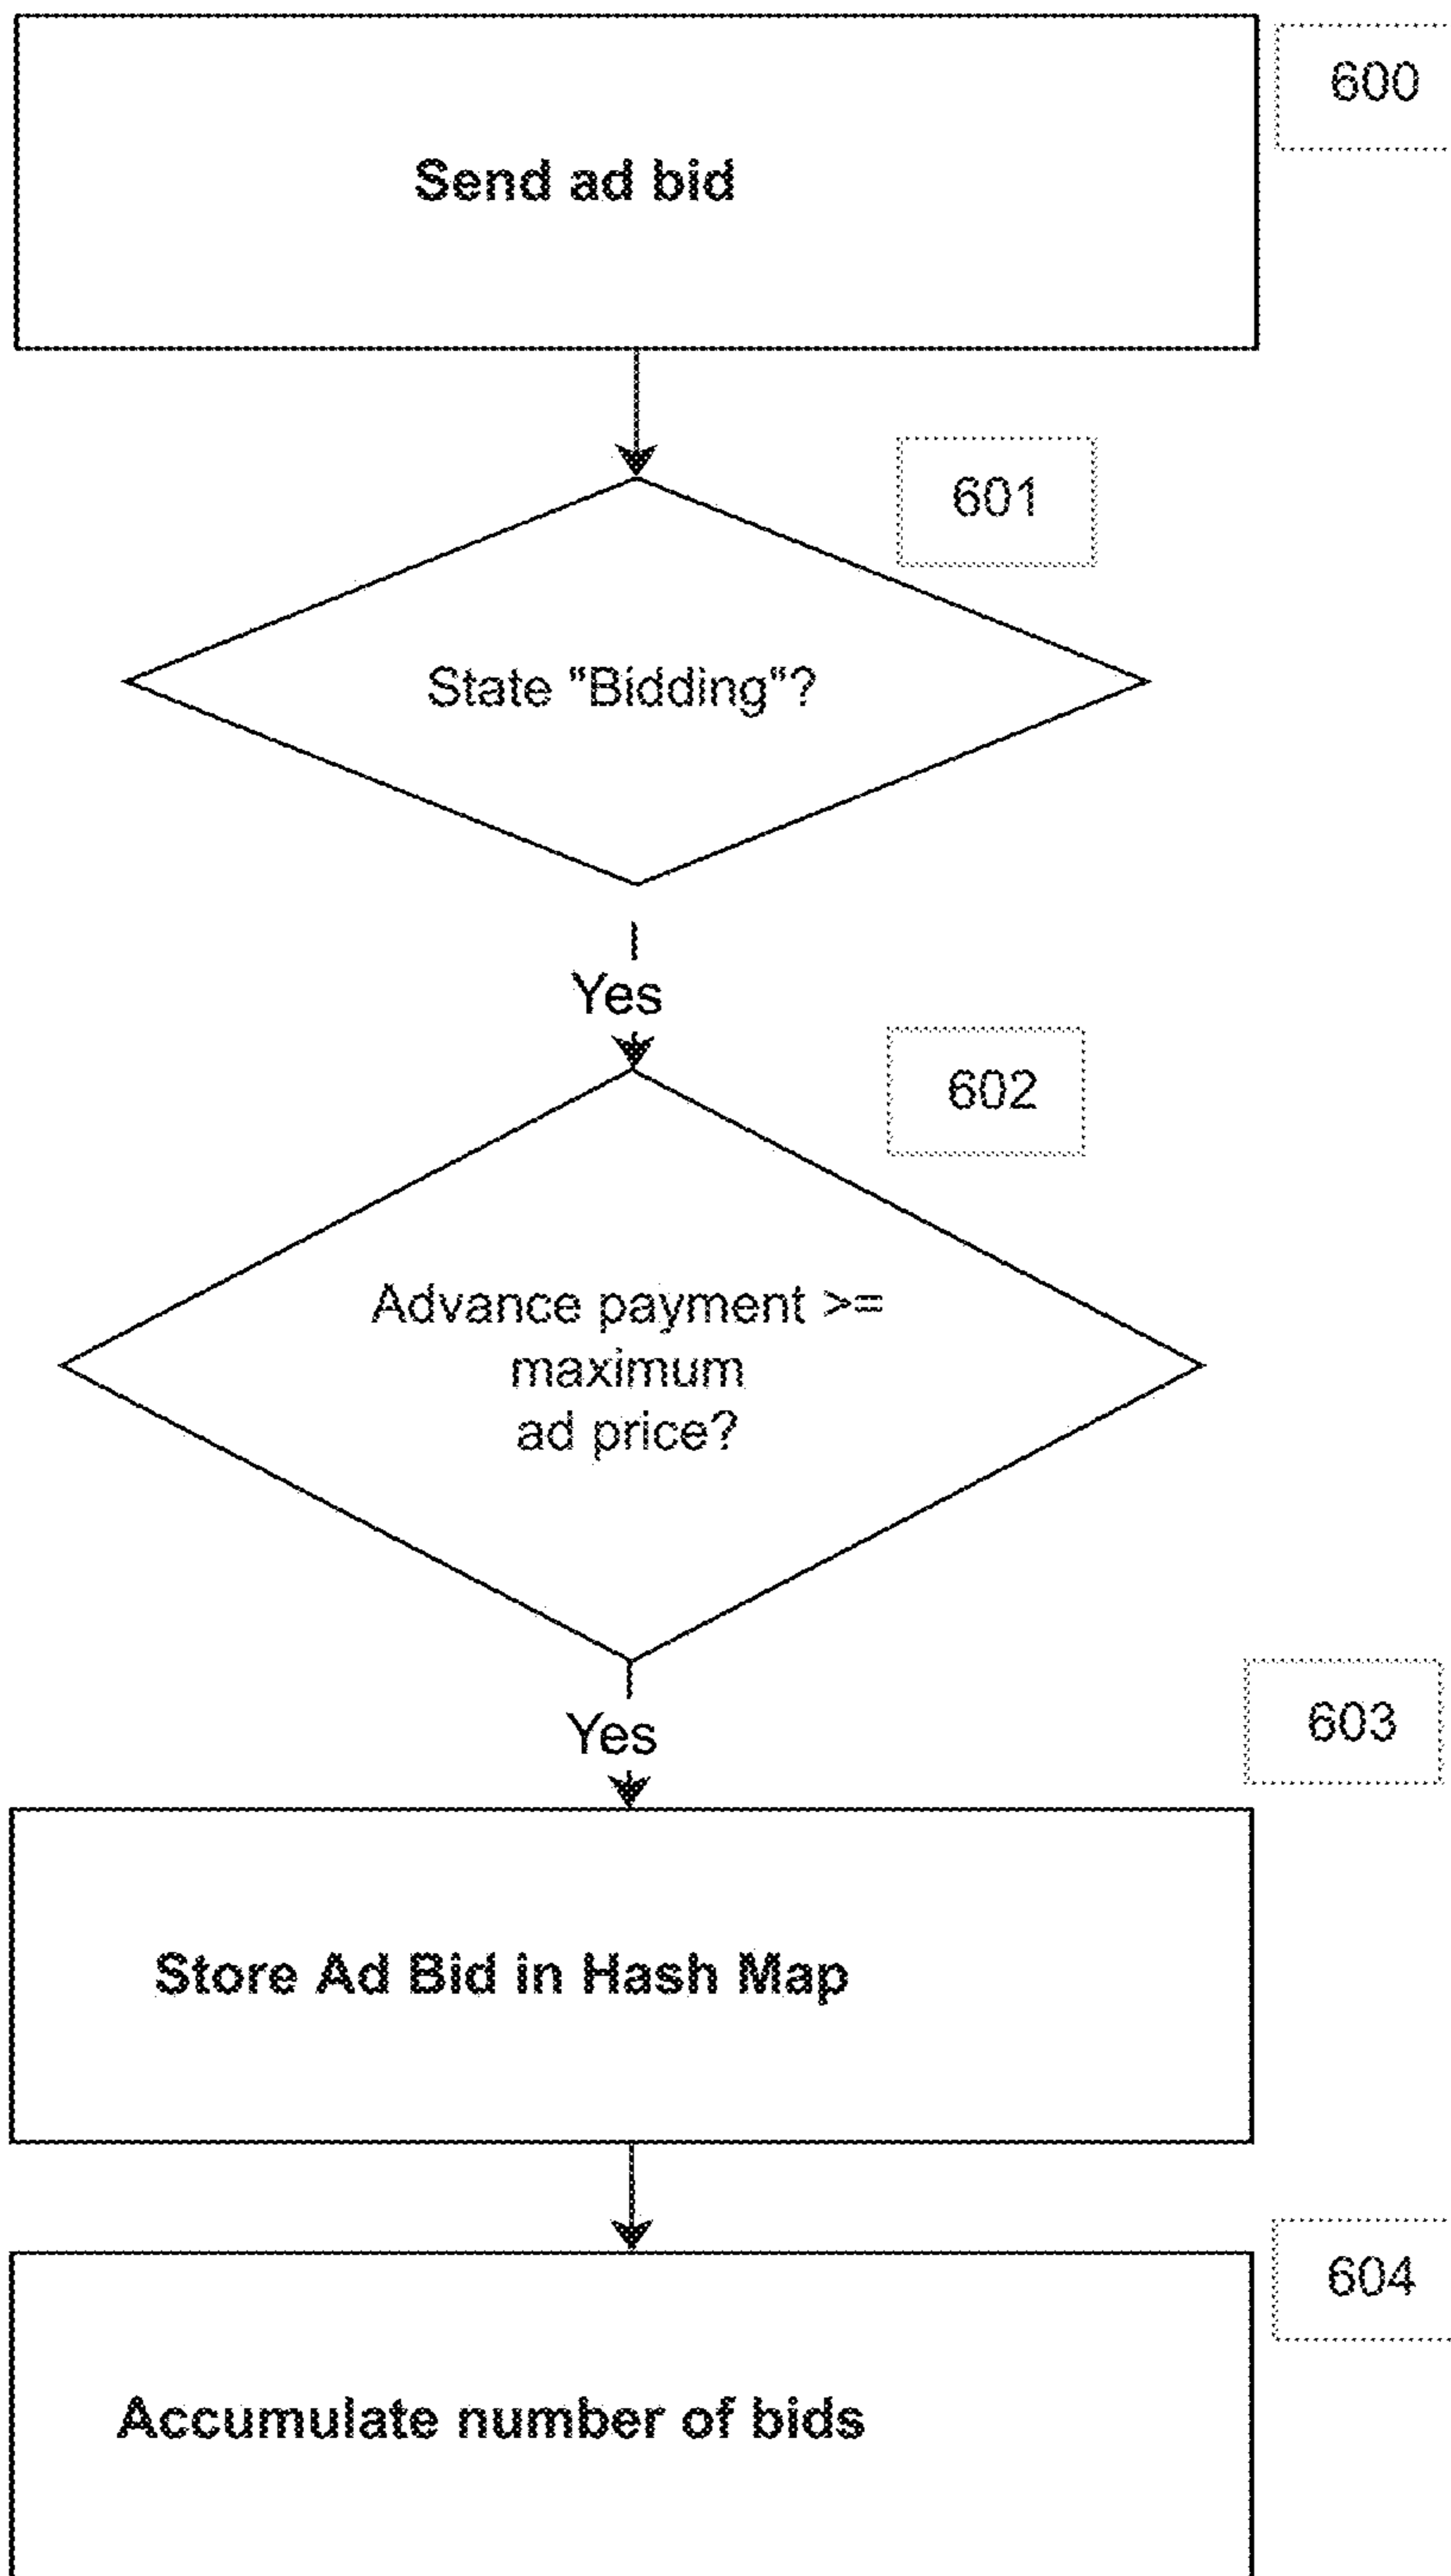 600
Send ad bid
601
State "Bidding"?
Yes
602
Advance payment >=
maximum
ad price?
Yes
603
Store Ad Bid in Hash Map
604
Accumulate number of bids